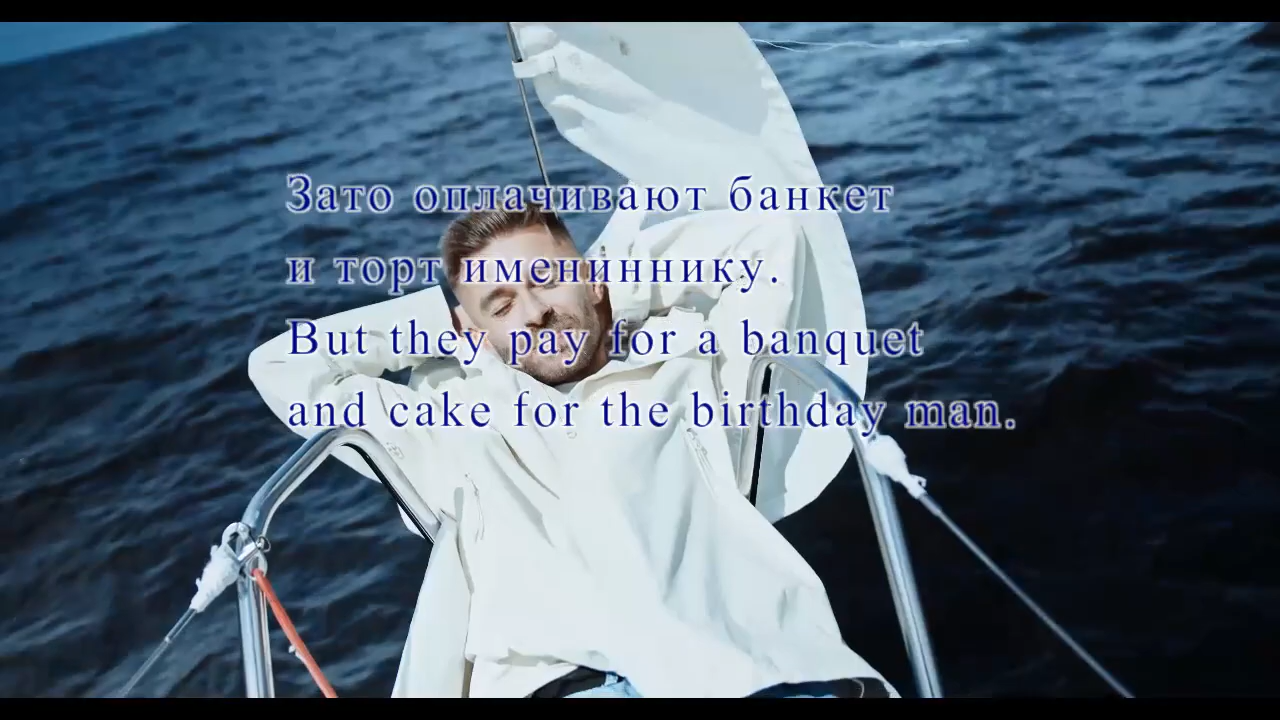 Зато оплачивают банкет
и торт имениннику.
But they pay for a banquet
and cake for the birthday man.